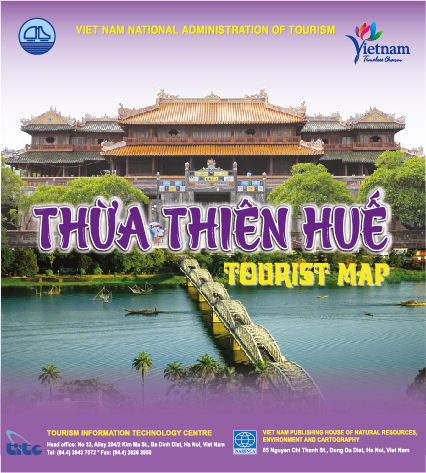 VIET NAM NATIONAL ADMINISTRATION OF TOURISM
Vietnam
Timeless Charm
THỪA THIÊN HUẾ
TOURIST MAP
titc
TOURISM INFORMATION TECHNOLOGY CENTRE
Head office: No 33, Alley 294/2 Kim Ma St., Ba Dinh Dist, Ha Noi, Viet Nam
Tel: (84.4) 3943 7072 * Fax: (84.4) 3826 3956
NARENCA
VIET NAM PUBLISHING HOUSE OF NATURAL RESOURCES,
ENVIRONMENT AND CARTOGRAPHY
85 Nguyen Chi Thanh St., Dong Da Dist, Ha Noi, Viet Nam